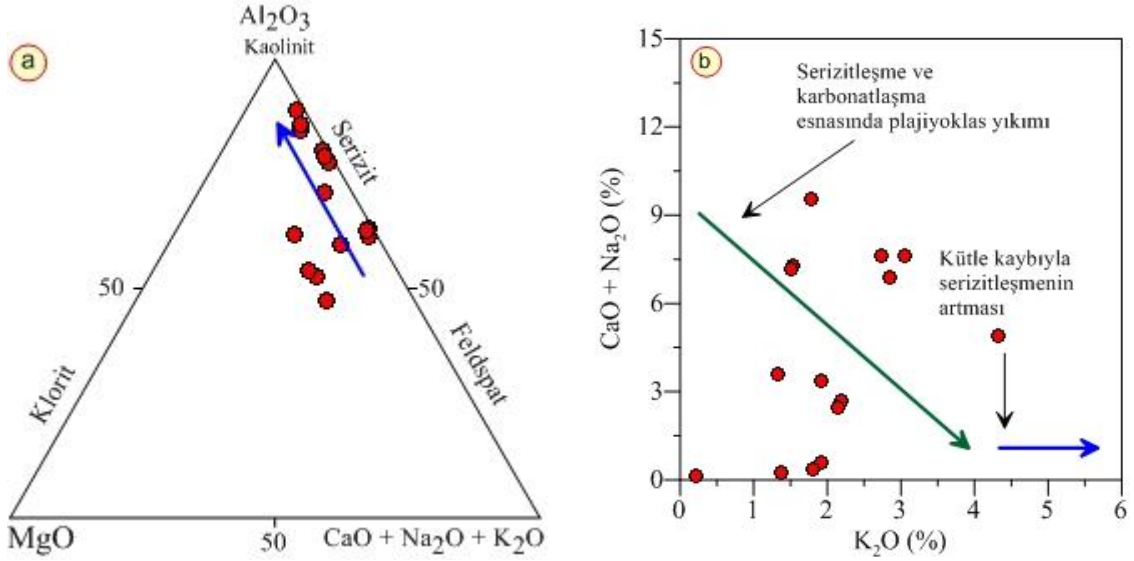 a
Al₂O₃
Kaolinit
Serizit
50
50
Klorit
Feldspat
MgO
50
CaO + Na₂O + K₂O
b
15
12
9
6
3
0
CaO + Na₂O (%)
Serizitleşme ve
karbonatlaşma
esnasında plajiyoklas yıkımı
Kütle kaybıyla
serizitleşmenin
artması
0
1
2
3
4
5
6
K₂O (%)